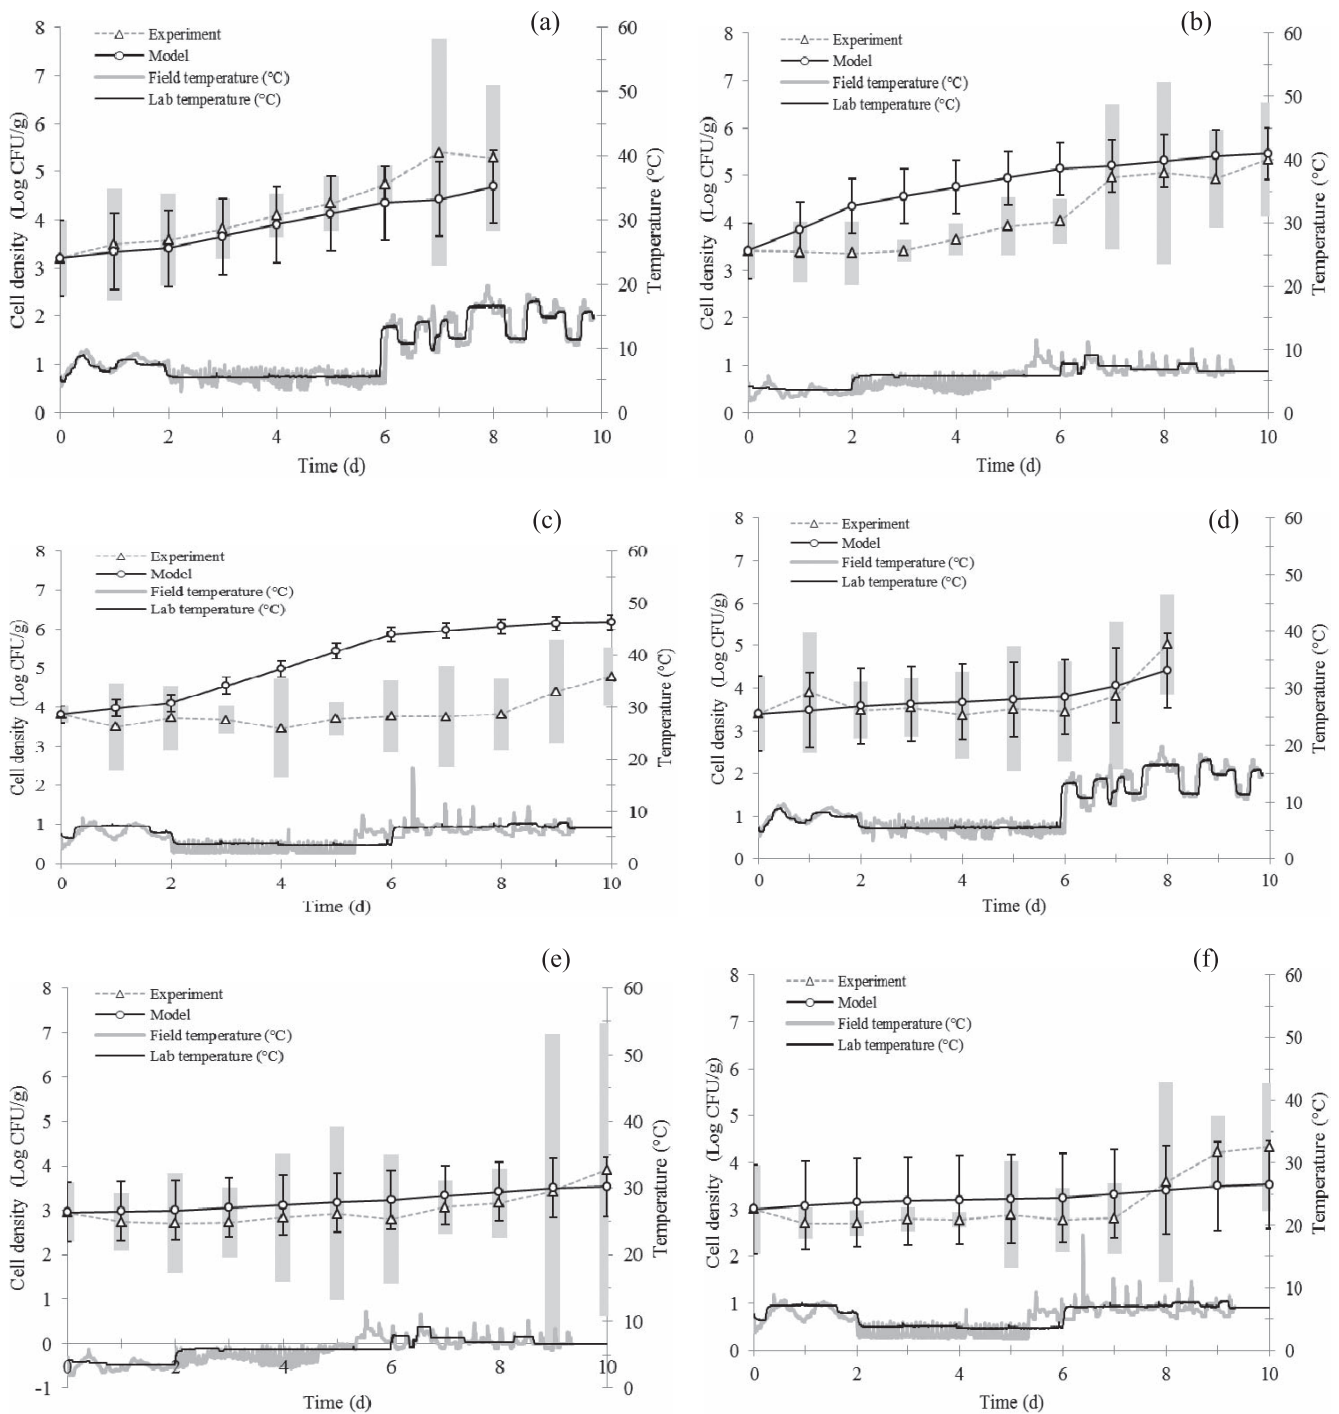 (a)
8
7
6
5
4
3
2
1
0
Cell density (Log CFU/g)
Experiment
Model
Field temperature (°C)
Lab temperature (°C)
60
50
40
30
20
10
0
Temperature (°C)
0 2 4 6 8 10
Time (d)
(b)
8
7
6
5
4
3
2
1
0
Cell density (Log CFU/g)
Experiment
Model
Field temperature (°C)
Lab temperature (°C)
60
50
40
30
20
10
0
Temperature (°C)
0 2 4 6 8 10
Time (d)
(c)
8
7
6
5
4
3
2
1
0
Cell density (Log CFU/g)
Experiment
Model
Field temperature (°C)
Lab temperature (°C)
60
50
40
30
20
10
0
Temperature (°C)
0 2 4 6 8 10
Time (d)
(d)
8
7
6
5
4
3
2
1
0
Cell density (Log CFU/g)
Experiment
Model
Field temperature (°C)
Lab temperature (°C)
60
50
40
30
20
10
0
Temperature (°C)
0 2 4 6 8 10
Time (d)
(e)
8
7
6
5
4
3
2
1
0
-1
Cell density (Log CFU/g)
Experiment
Model
Field temperature (°C)
Lab temperature (°C)
60
50
40
30
20
10
0
Temperature (°C)
0 2 4 6 8 10
Time (d)
(f)
8
7
6
5
4
3
2
1
0
Cell density (Log CFU/g)
Experiment
Model
Field temperature (°C)
Lab temperature (°C)
60
50
40
30
20
10
0
Temperature (°C)
0 2 4 6 8 10
Time (d)